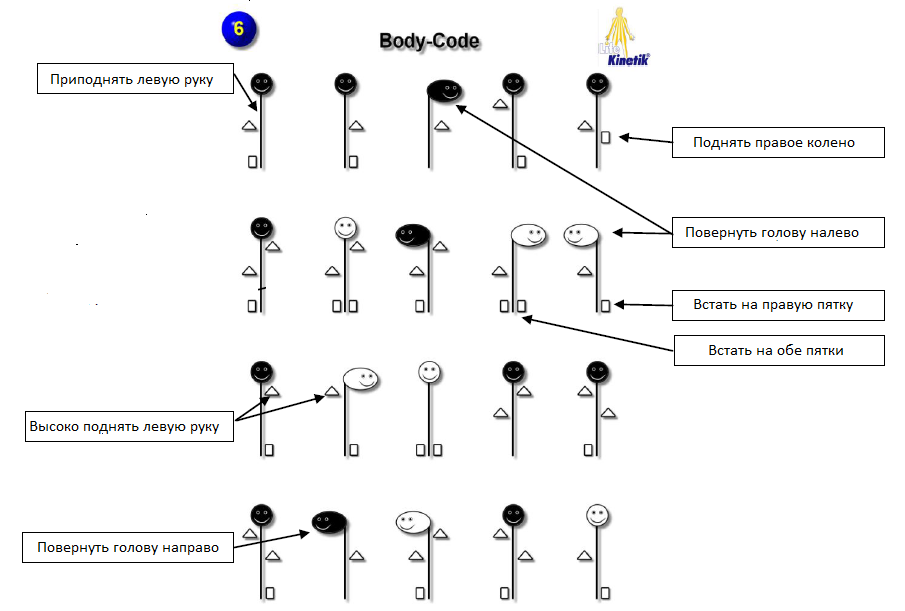 6
Body-Code
Life
Kinetik
Приподнять левую руку
Поднять правое колено
Повернуть голову налево
Встать на правую пятку
Встать на обе пятки
Высоко поднять левую руку
Повернуть голову направо